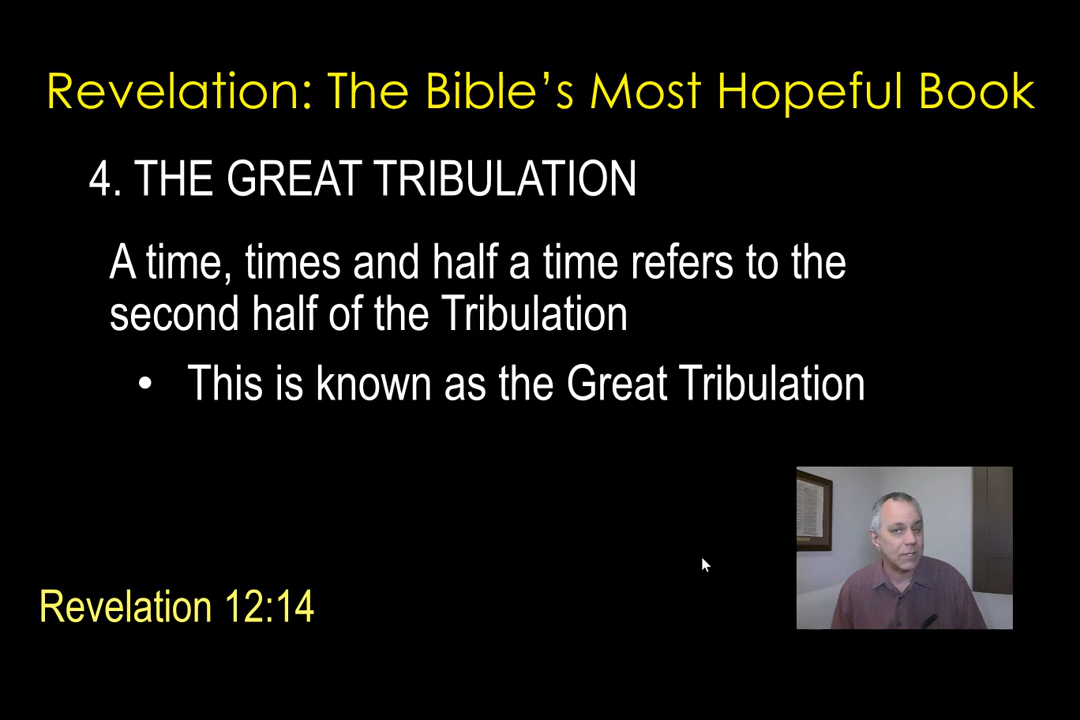 Revelation: The Bible’s Most Hopeful Book
4. THE GREAT TRIBULATION
A time, times and half a time refers to the
second half of the Tribulation
• This is known as the Great Tribulation
Revelation 12:14